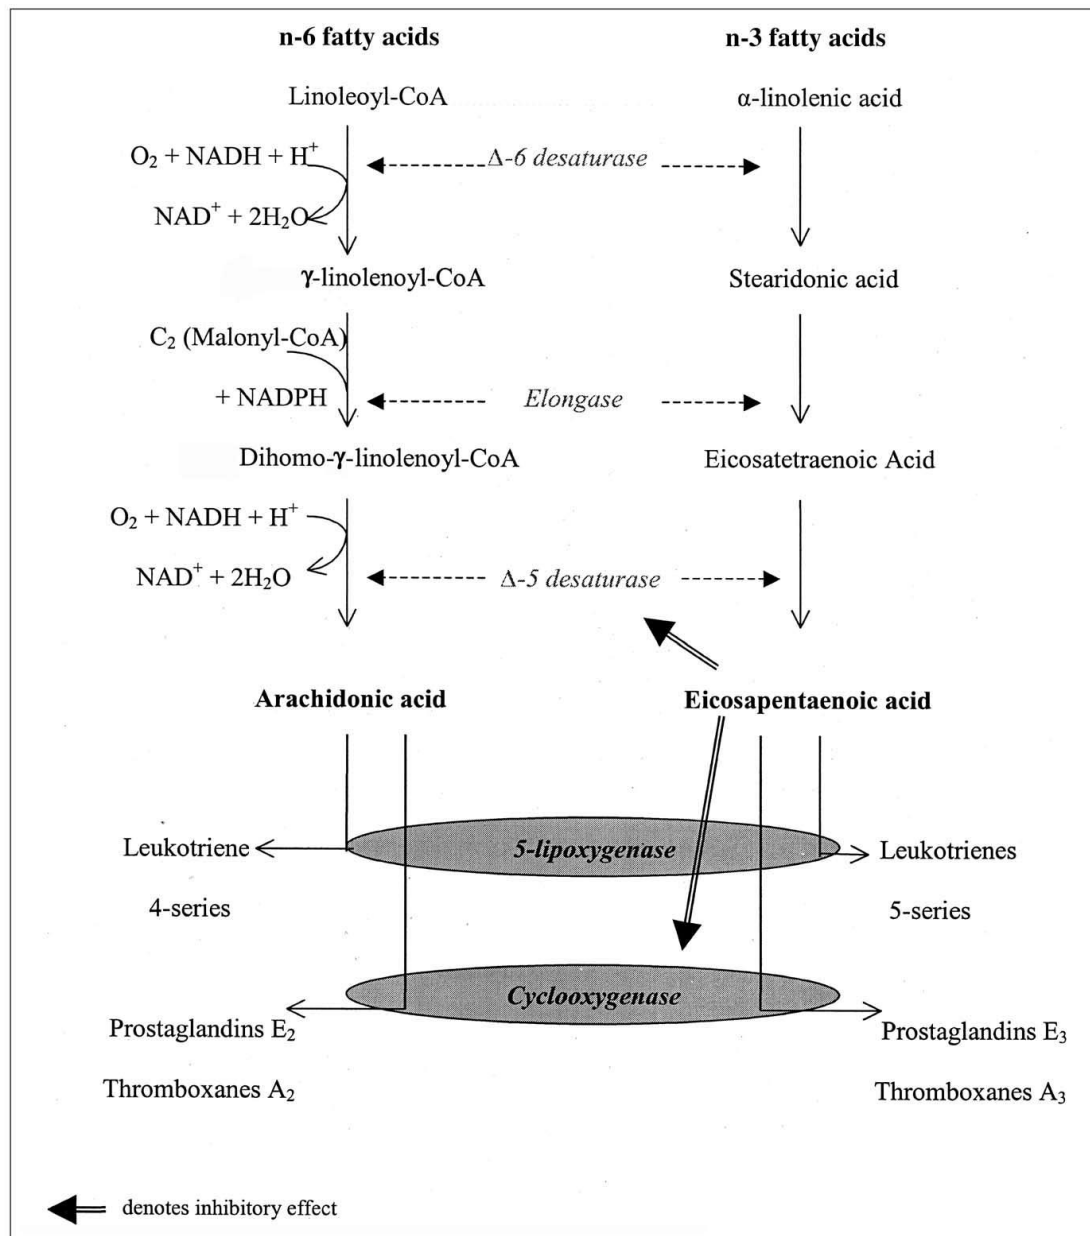 n-6 fatty acids n-3 fatty acids
Linoleoyl-CoA α-linolenic acid
O₂ + NADH + H⁺ Δ-6 desaturase
NAD⁺ + 2H₂O
γ-linolenoyl-CoA Stearidonic acid
C₂ (Malonyl-CoA)
+ NADPH Elongase
Dihomo-γ-linolenoyl-CoA Eicosatetraenoic Acid
O₂ + NADH + H⁺
NAD⁺ + 2H₂O Δ-5 desaturase
Arachidonic acid Eicosapentaenoic acid
Leukotriene 5-lipoxygenase Leukotrienes
4-series 5-series
Cyclooxygenase
Prostaglandins E₂ Prostaglandins E₃
Thromboxanes A₂ Thromboxanes A₃
denotes inhibitory effect